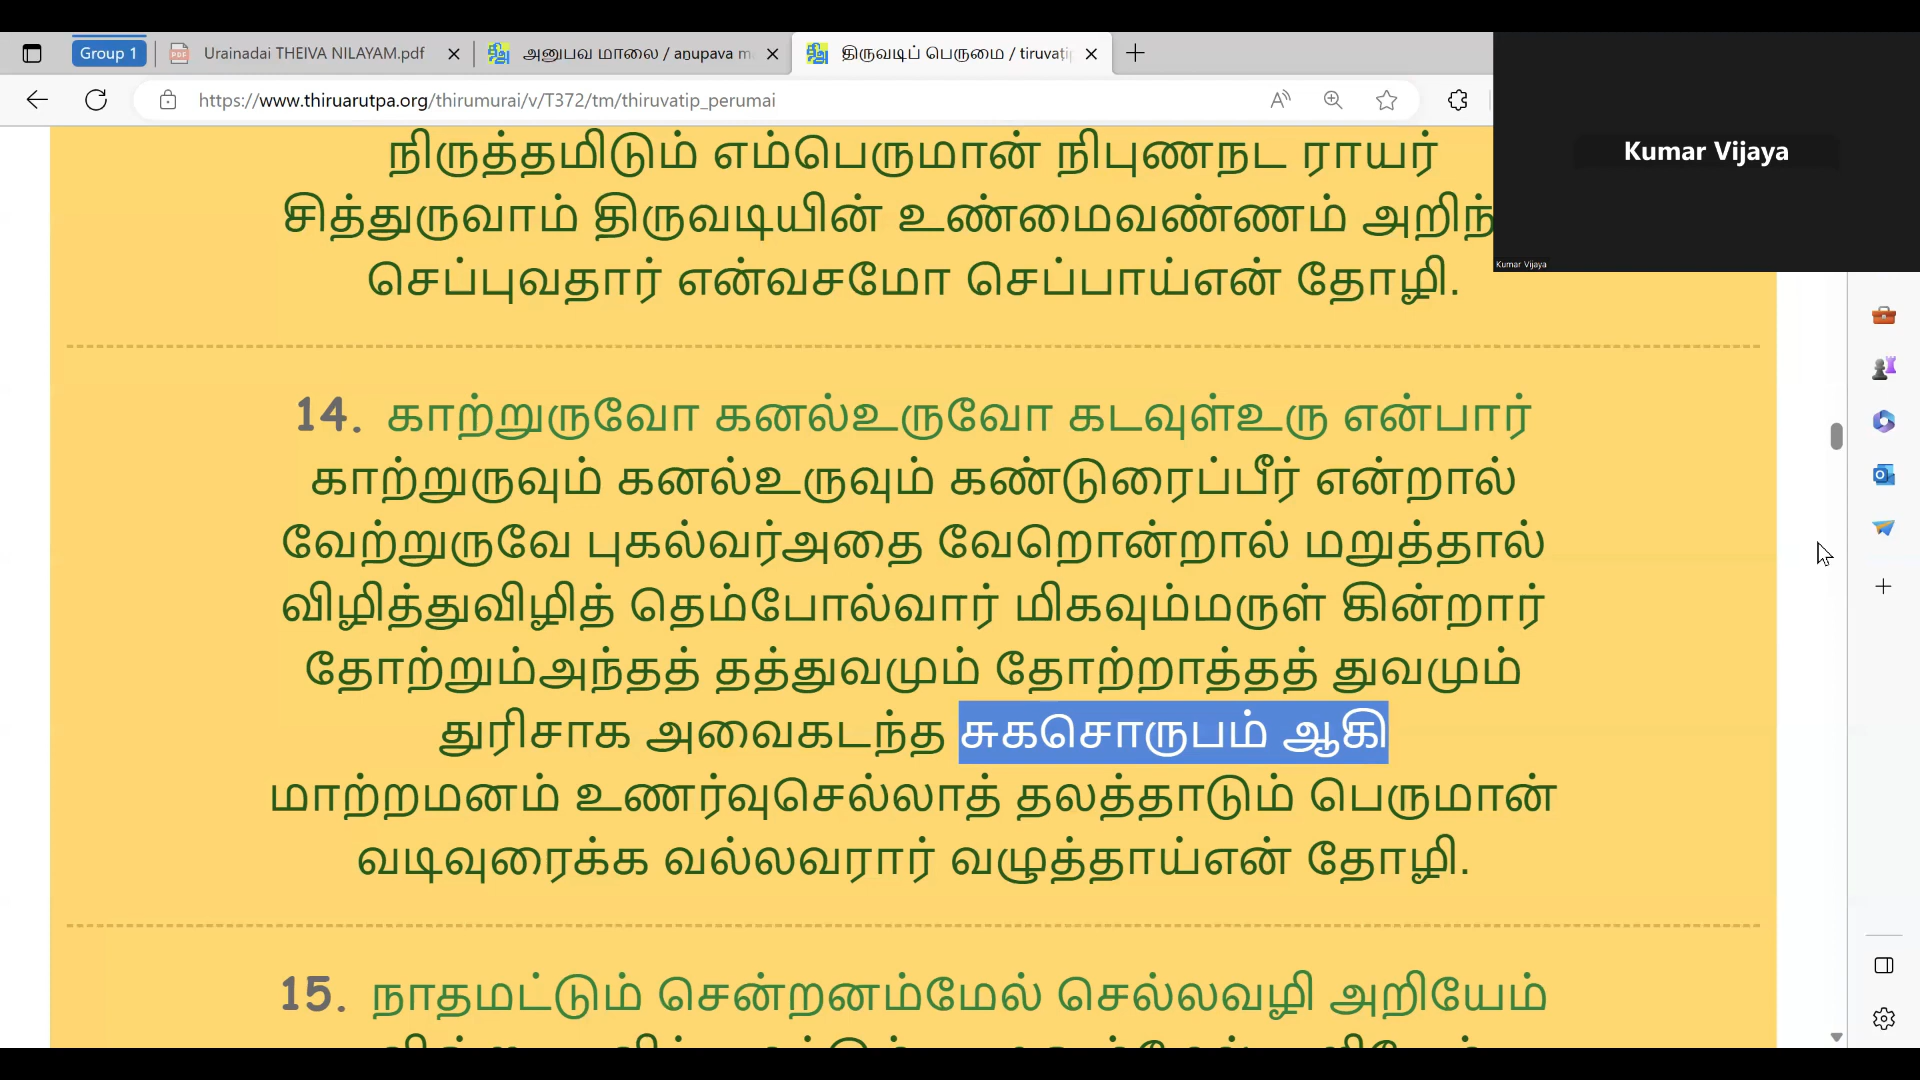 Group 1
Urainadai THEIVA NILAYAM.pdf
அனுபவ மாலை / anupava m
திருவடிப் பெருமை / tiruvaṭi
https://www.thiruarutpa.org/thirumurai/v/T372/tm/thiruvatip_perumai
Kumar Vijaya
Kumar Vijaya
நிருத்தமிடும் எம்பெருமான் நிபுணநட ராயர்
சித்துருவாம் திருவடியின் உண்மைவண்ணம் அறிந்
செப்புவதார் என்வசமோ செப்பாய்என் தோழி.
14. காற்றுருவோ கனல்உருவோ கடவுள்உரு என்பார்
காற்றுருவும் கனல்உருவும் கண்டுரைப்பீர் என்றால்
வேற்றுருவே புகல்வர்அதை வேறொன்றால் மறுத்தால்
விழித்துவிழித் தெம்போல்வார் மிகவும்மருள் கின்றார்
தோற்றும்அந்தத் தத்துவமும் தோற்றாத்தத் துவமும்
துரிசாக அவைகடந்த சுகசொருபம் ஆகி
மாற்றமனம் உணர்வுசெல்லாத் தலத்தாடும் பெருமான்
வடிவுரைக்க வல்லவரார் வழுத்தாய்என் தோழி.
15. நாதமட்டும் சென்றனம்மேல் செல்லவழி அறியேம்